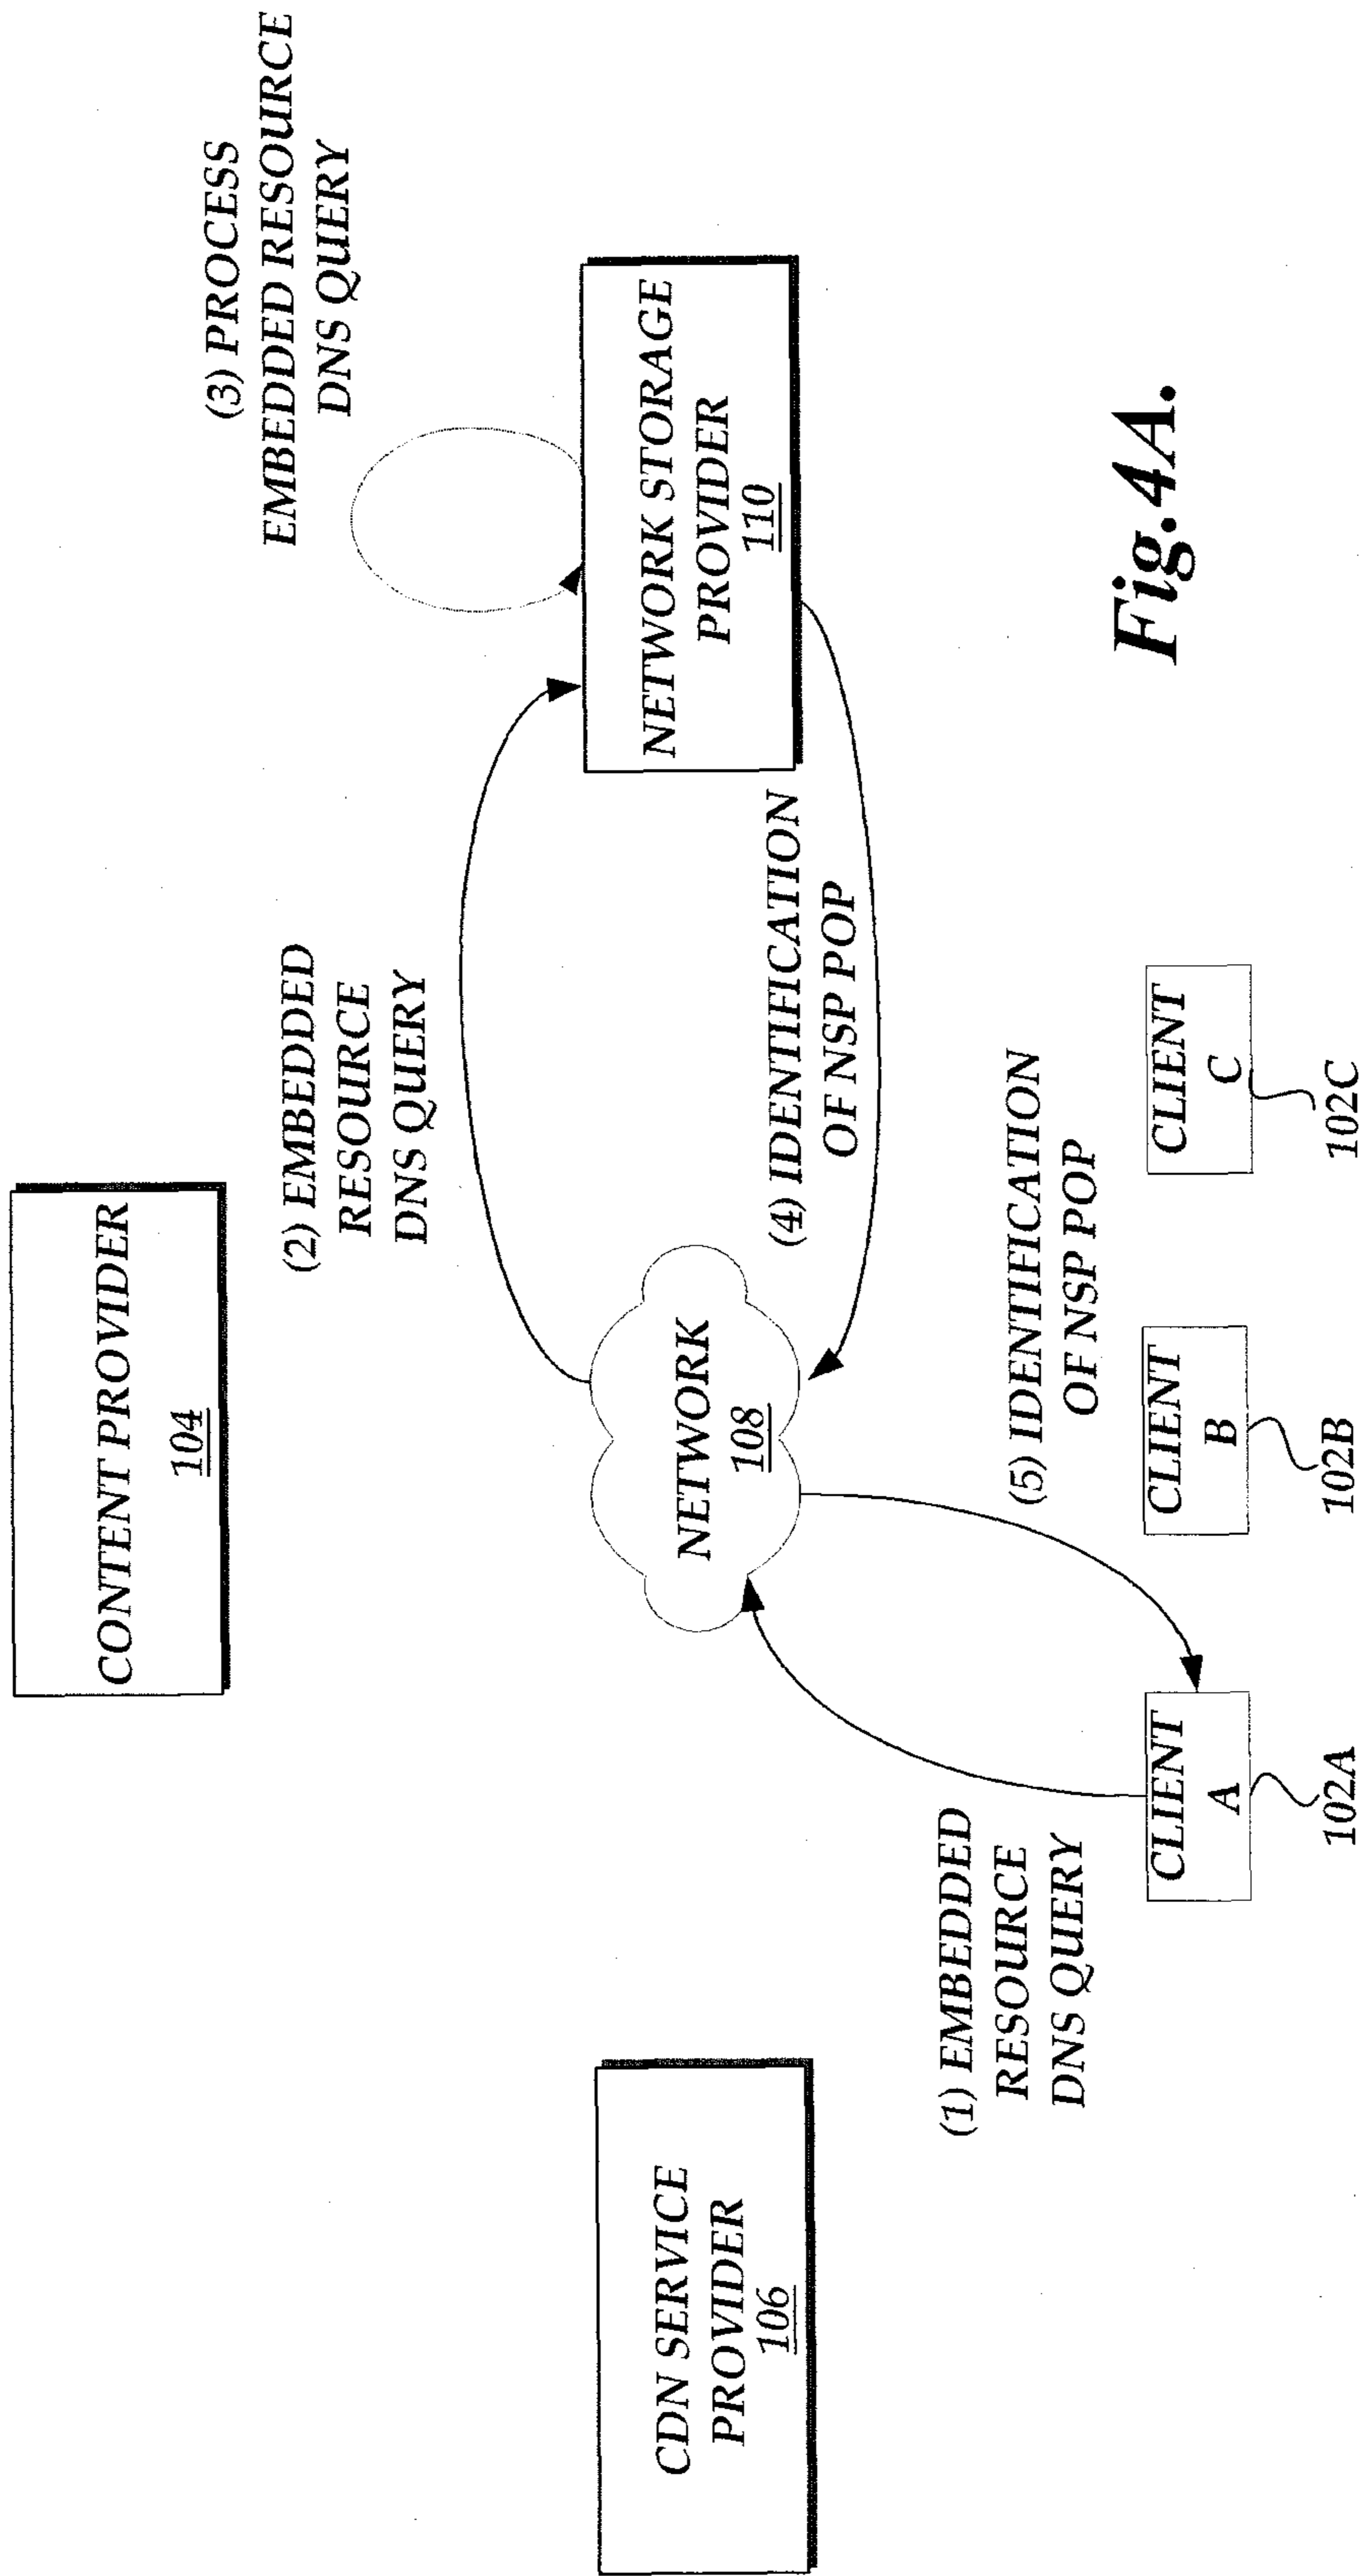 CONTENT PROVIDER
104
(3) PROCESS
EMBEDDED RESOURCE
DNS QUERY
(2) EMBEDDED
RESOURCE
DNS QUERY
CDN SERVICE
PROVIDER
106
NETWORK
108
NETWORK STORAGE
PROVIDER
110
(4) IDENTIFICATION
OF NSP POP
(1) EMBEDDED
RESOURCE
DNS QUERY
(5) IDENTIFICATION
OF NSP POP
CLIENT
A
102A
CLIENT
B
102B
CLIENT
C
102C
Fig.4A.